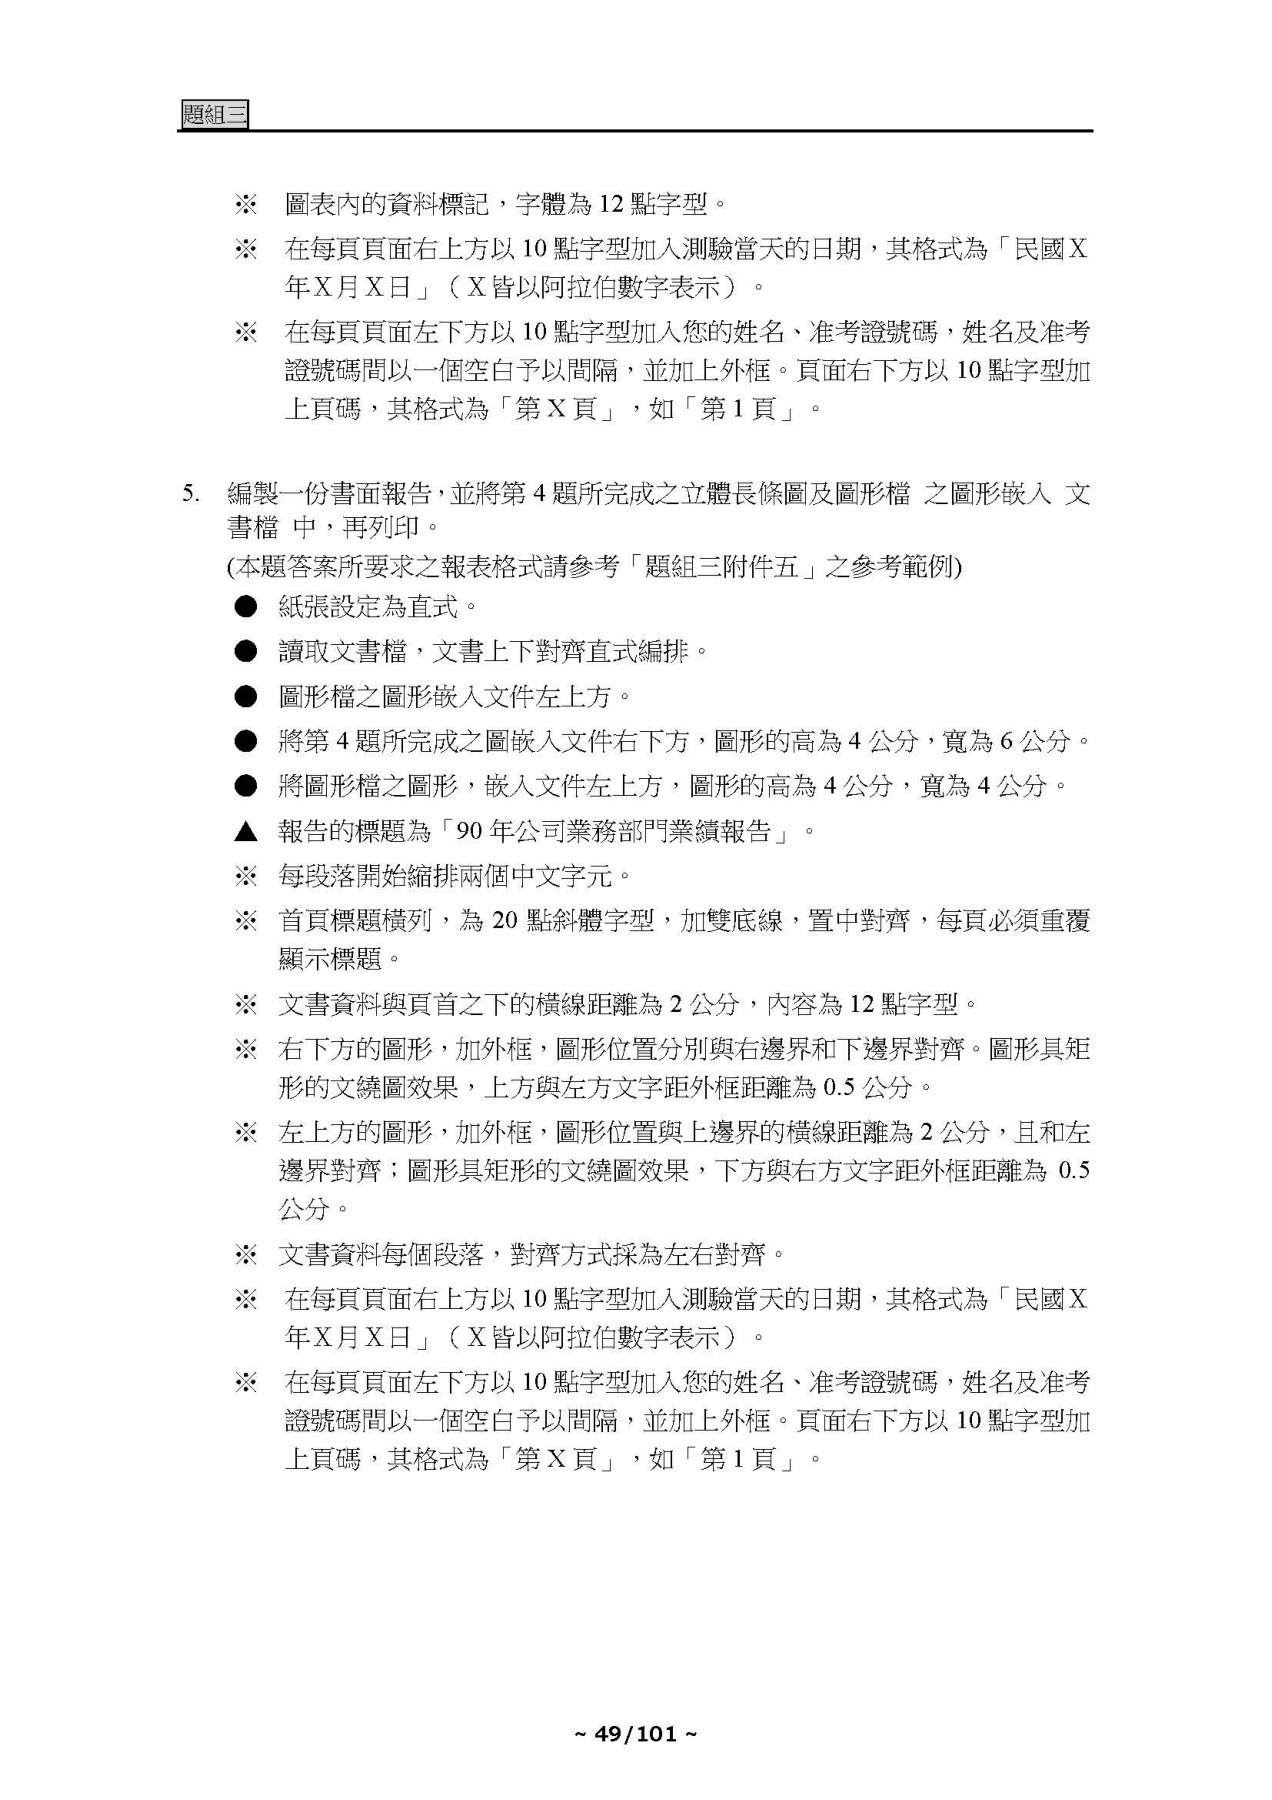 題組三
※ 圖表內的資料標記，字體為 12 點字型。
※ 在每頁頁面右上方以 10 點字型加入測驗當天的日期，其格式為「民國Ｘ
年Ｘ月Ｘ日」（Ｘ皆以阿拉伯數字表示）。
※ 在每頁頁面左下方以 10 點字型加入您的姓名、准考證號碼，姓名及准考
證號碼間以一個空白予以間隔，並加上外框。頁面右下方以 10 點字型加
上頁碼，其格式為「第 X 頁」，如「第 1 頁」。
5. 編製一份書面報告，並將第 4 題所完成之立體長條圖及圖形檔 之圖形嵌入 文
書檔 中，再列印。
(本題答案所要求之報表格式請參考「題組三附件五」之參考範例)
● 紙張設定為直式。
● 讀取文書檔，文書上下對齊直式編排。
● 圖形檔之圖形嵌入文件左上方。
● 將第 4 題所完成之圖嵌入文件右下方，圖形的高為 4 公分，寬為 6 公分。
● 將圖形檔之圖形，嵌入文件左上方，圖形的高為 4 公分，寬為 4 公分。
▲ 報告的標題為「90 年公司業務部門業績報告」。
※ 每段落開始縮排兩個中文字元。
※ 首頁標題橫列，為 20 點斜體字型，加雙底線，置中對齊，每頁必須重覆
顯示標題。
※ 文書資料與頁首之下的橫線距離為 2 公分，內容為 12 點字型。
※ 右下方的圖形，加外框，圖形位置分別與右邊界和下邊界對齊。圖形具矩
形的文繞圖效果，上方與左方文字距外框距離為 0.5 公分。
※ 左上方的圖形，加外框，圖形位置與上邊界的橫線距離為 2 公分，且和左
邊界對齊；圖形具矩形的文繞圖效果，下方與右方文字距外框距離為 0.5
公分。
※ 文書資料每個段落，對齊方式採為左右對齊。
※ 在每頁頁面右上方以 10 點字型加入測驗當天的日期，其格式為「民國Ｘ
年Ｘ月Ｘ日」（Ｘ皆以阿拉伯數字表示）。
※ 在每頁頁面左下方以 10 點字型加入您的姓名、准考證號碼，姓名及准考
證號碼間以一個空白予以間隔，並加上外框。頁面右下方以 10 點字型加
上頁碼，其格式為「第 X 頁」，如「第 1 頁」。
~ 49/101 ~